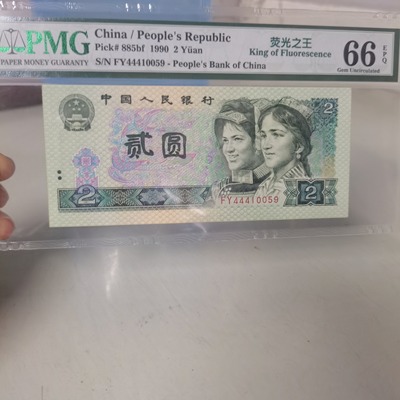 PMG
PAPER MONEY GUARANTY
China / People's Republic
Pick# 885bf 1990 2 Yüan
S/N FY44410059 - People's Bank of China
荧光之王
King of Fluorescence
66 EPQ
Gem Uncirculated
中国人民银行
2
贰圆
2
2
FY44410059